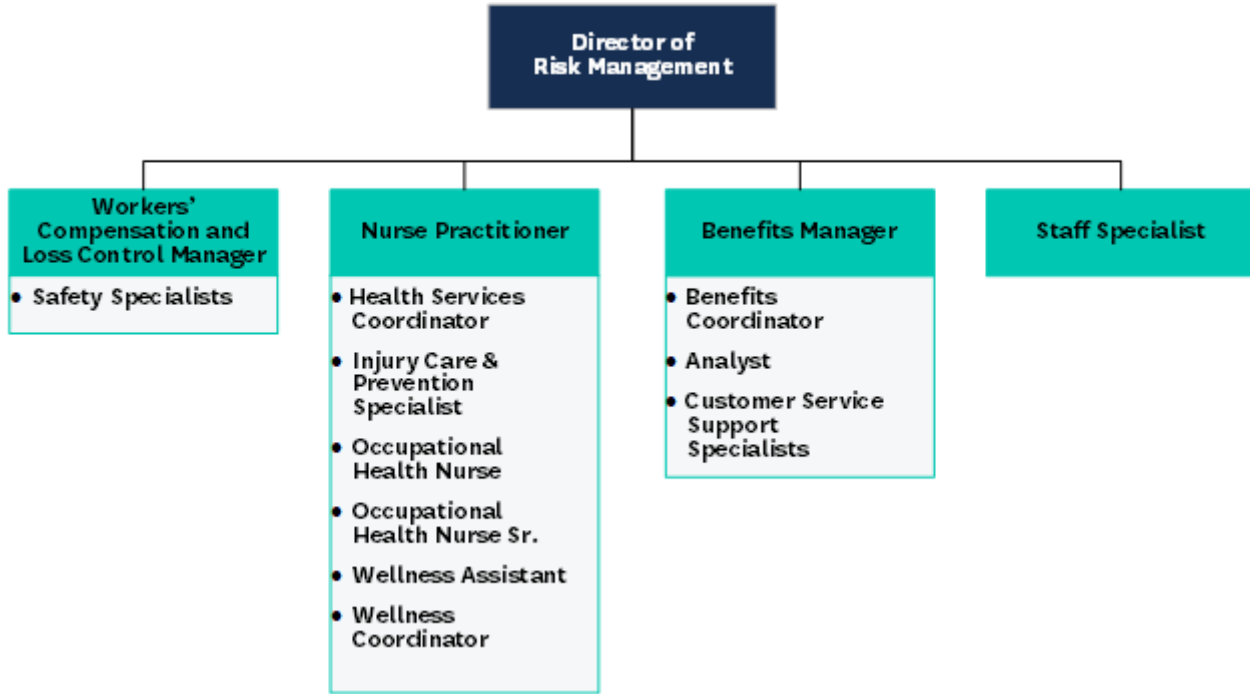 Director of
Risk Management
Workers'
Compensation and
Loss Control Manager
• Safety Specialists
Nurse Practitioner
• Health Services
Coordinator
• Injury Care &
Prevention
Specialist
• Occupational
Health Nurse
• Occupational
Health Nurse Sr.
• Wellness Assistant
• Wellness
Coordinator
Benefits Manager
• Benefits
Coordinator
• Analyst
• Customer Service
Support
Specialists
Staff Specialist